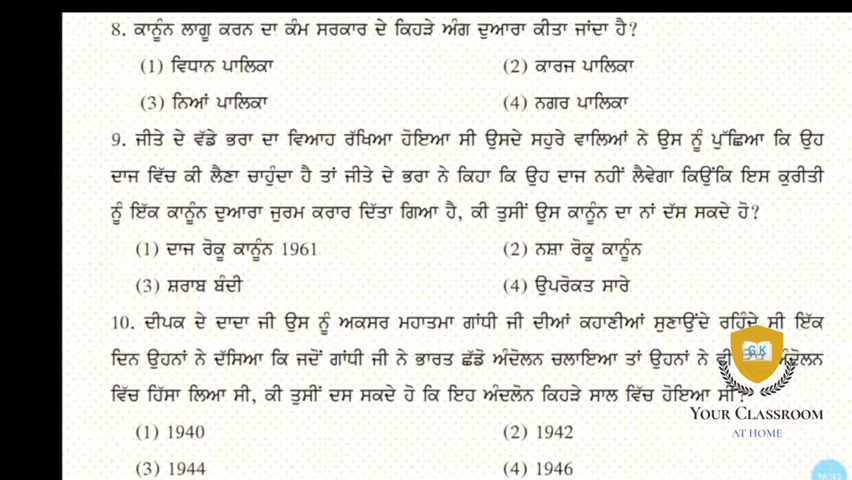 8. ਕਾਨੂੰਨ ਲਾਗੂ ਕਰਨ ਦਾ ਕੰਮ ਸਰਕਾਰ ਦੇ ਕਿਹੜੇ ਅੰਗ ਦੁਆਰਾ ਕੀਤਾ ਜਾਂਦਾ ਹੈ?
(1) ਵਿਧਾਨ ਪਾਲਿਕਾ (2) ਕਾਰਜ ਪਾਲਿਕਾ
(3) ਨਿਆਂ ਪਾਲਿਕਾ (4) ਨਗਰ ਪਾਲਿਕਾ
9. ਜੀਤੇ ਦੇ ਵੱਡੇ ਭਰਾ ਦਾ ਵਿਆਹ ਰੱਖਿਆ ਹੋਇਆ ਸੀ ਉਸਦੇ ਸਹੁਰੇ ਵਾਲਿਆਂ ਨੇ ਉਸ ਨੂੰ ਪੁੱਛਿਆ ਕਿ ਉਹ
ਦਾਜ ਵਿੱਚ ਕੀ ਲੈਣਾ ਚਾਹੁੰਦਾ ਹੈ ਤਾਂ ਜੀਤੇ ਦੇ ਭਰਾ ਨੇ ਕਿਹਾ ਕਿ ਉਹ ਦਾਜ ਨਹੀਂ ਲੈਵੇਗਾ ਕਿਉਂਕਿ ਇਸ ਕੁਰੀਤੀ
ਨੂੰ ਇੱਕ ਕਾਨੂੰਨ ਦੁਆਰਾ ਜੁਰਮ ਕਰਾਰ ਦਿੱਤਾ ਗਿਆ ਹੈ, ਕੀ ਤੁਸੀਂ ਉਸ ਕਾਨੂੰਨ ਦਾ ਨਾਂ ਦੱਸ ਸਕਦੇ ਹੋ?
(1) ਦਾਜ ਰੋਕੂ ਕਾਨੂੰਨ 1961 (2) ਨਸ਼ਾ ਰੋਕੂ ਕਾਨੂੰਨ
(3) ਸ਼ਰਾਬ ਬੰਦੀ (4) ਉਪਰੋਕਤ ਸਾਰੇ
10. ਦੀਪਕ ਦੇ ਦਾਦਾ ਜੀ ਉਸ ਨੂੰ ਅਕਸਰ ਮਹਾਤਮਾ ਗਾਂਧੀ ਜੀ ਦੀਆਂ ਕਹਾਣੀਆਂ ਸੁਣਾਉਂਦੇ ਰਹਿੰਦੇ ਸੀ ਇੱਕ
ਦਿਨ ਉਹਨਾਂ ਨੇ ਦੱਸਿਆ ਕਿ ਜਦੋਂ ਗਾਂਧੀ ਜੀ ਨੇ ਭਾਰਤ ਛੱਡੋ ਅੰਦੋਲਨ ਚਲਾਇਆ ਤਾਂ ਉਹਨਾਂ ਨੇ ਵੀ ਅੰਦੋਲਨ
ਵਿੱਚ ਹਿੱਸਾ ਲਿਆ ਸੀ, ਕੀ ਤੁਸੀਂ ਦਸ ਸਕਦੇ ਹੋ ਕਿ ਇਹ ਅੰਦਲੋਨ ਕਿਹੜੇ ਸਾਲ ਵਿੱਚ ਹੋਇਆ ਸੀ?
(1) 1940 (2) 1942
(3) 1944 (4) 1946
GK
YOUR CLASSROOM
AT HOME